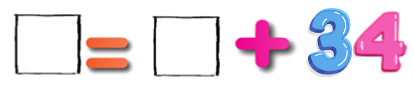 □ = □ + 34